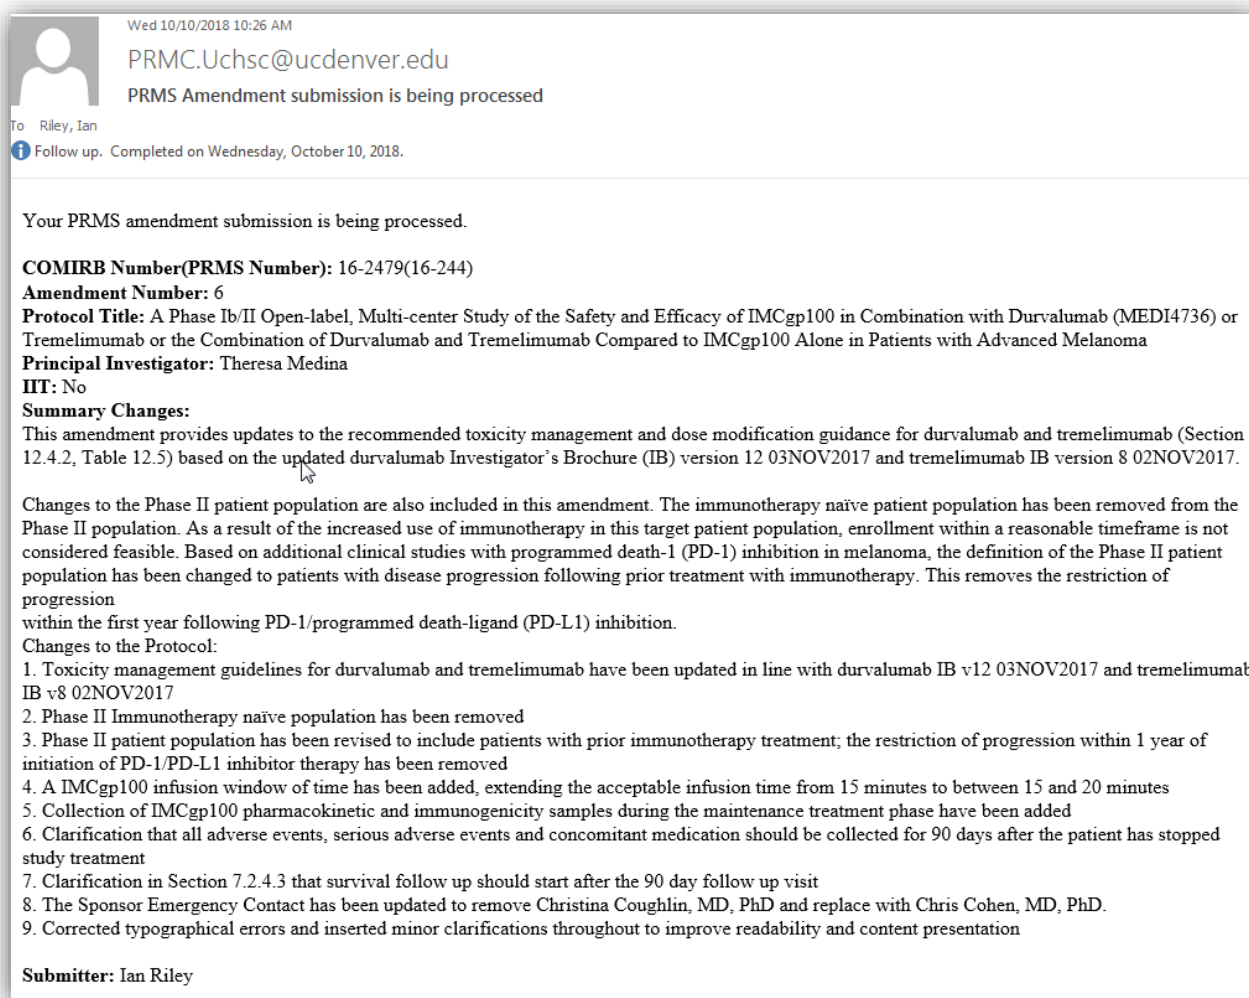 Wed 10/10/2018 10:26 AM
PRMC.Uchsc@ucdenver.edu
PRMS Amendment submission is being processed
To Riley, Ian
Follow up. Completed on Wednesday, October 10, 2018.
Your PRMS amendment submission is being processed.
COMIRB Number(PRMS Number): 16-2479(16-244)
Amendment Number: 6
Protocol Title: A Phase Ib/II Open-label, Multi-center Study of the Safety and Efficacy of IMCgp100 in Combination with Durvalumab (MEDI4736) or
Tremelimumab or the Combination of Durvalumab and Tremelimumab Compared to IMCgp100 Alone in Patients with Advanced Melanoma
Principal Investigator: Theresa Medina
IIT: No
Summary Changes:
This amendment provides updates to the recommended toxicity management and dose modification guidance for durvalumab and tremelimumab (Section
12.4.2, Table 12.5) based on the updated durvalumab Investigator's Brochure (IB) version 12 03NOV2017 and tremelimumab IB version 8 02NOV2017.
Changes to the Phase II patient population are also included in this amendment. The immunotherapy naïve patient population has been removed from the
Phase II population. As a result of the increased use of immunotherapy in this target patient population, enrollment within a reasonable timeframe is not
considered feasible. Based on additional clinical studies with programmed death-1 (PD-1) inhibition in melanoma, the definition of the Phase II patient
population has been changed to patients with disease progression following prior treatment with immunotherapy. This removes the restriction of
progression
within the first year following PD-1/programmed death-ligand (PD-L1) inhibition.
Changes to the Protocol:
1. Toxicity management guidelines for durvalumab and tremelimumab have been updated in line with durvalumab IB v12 03NOV2017 and tremelimumab
IB v8 02NOV2017
2. Phase II Immunotherapy naïve population has been removed
3. Phase II patient population has been revised to include patients with prior immunotherapy treatment; the restriction of progression within 1 year of
initiation of PD-1/PD-L1 inhibitor therapy has been removed
4. A IMCgp100 infusion window of time has been added, extending the acceptable infusion time from 15 minutes to between 15 and 20 minutes
5. Collection of IMCgp100 pharmacokinetic and immunogenicity samples during the maintenance treatment phase have been added
6. Clarification that all adverse events, serious adverse events and concomitant medication should be collected for 90 days after the patient has stopped
study treatment
7. Clarification in Section 7.2.4.3 that survival follow up should start after the 90 day follow up visit
8. The Sponsor Emergency Contact has been updated to remove Christina Coughlin, MD, PhD and replace with Chris Cohen, MD, PhD.
9. Corrected typographical errors and inserted minor clarifications throughout to improve readability and content presentation
Submitter: Ian Riley